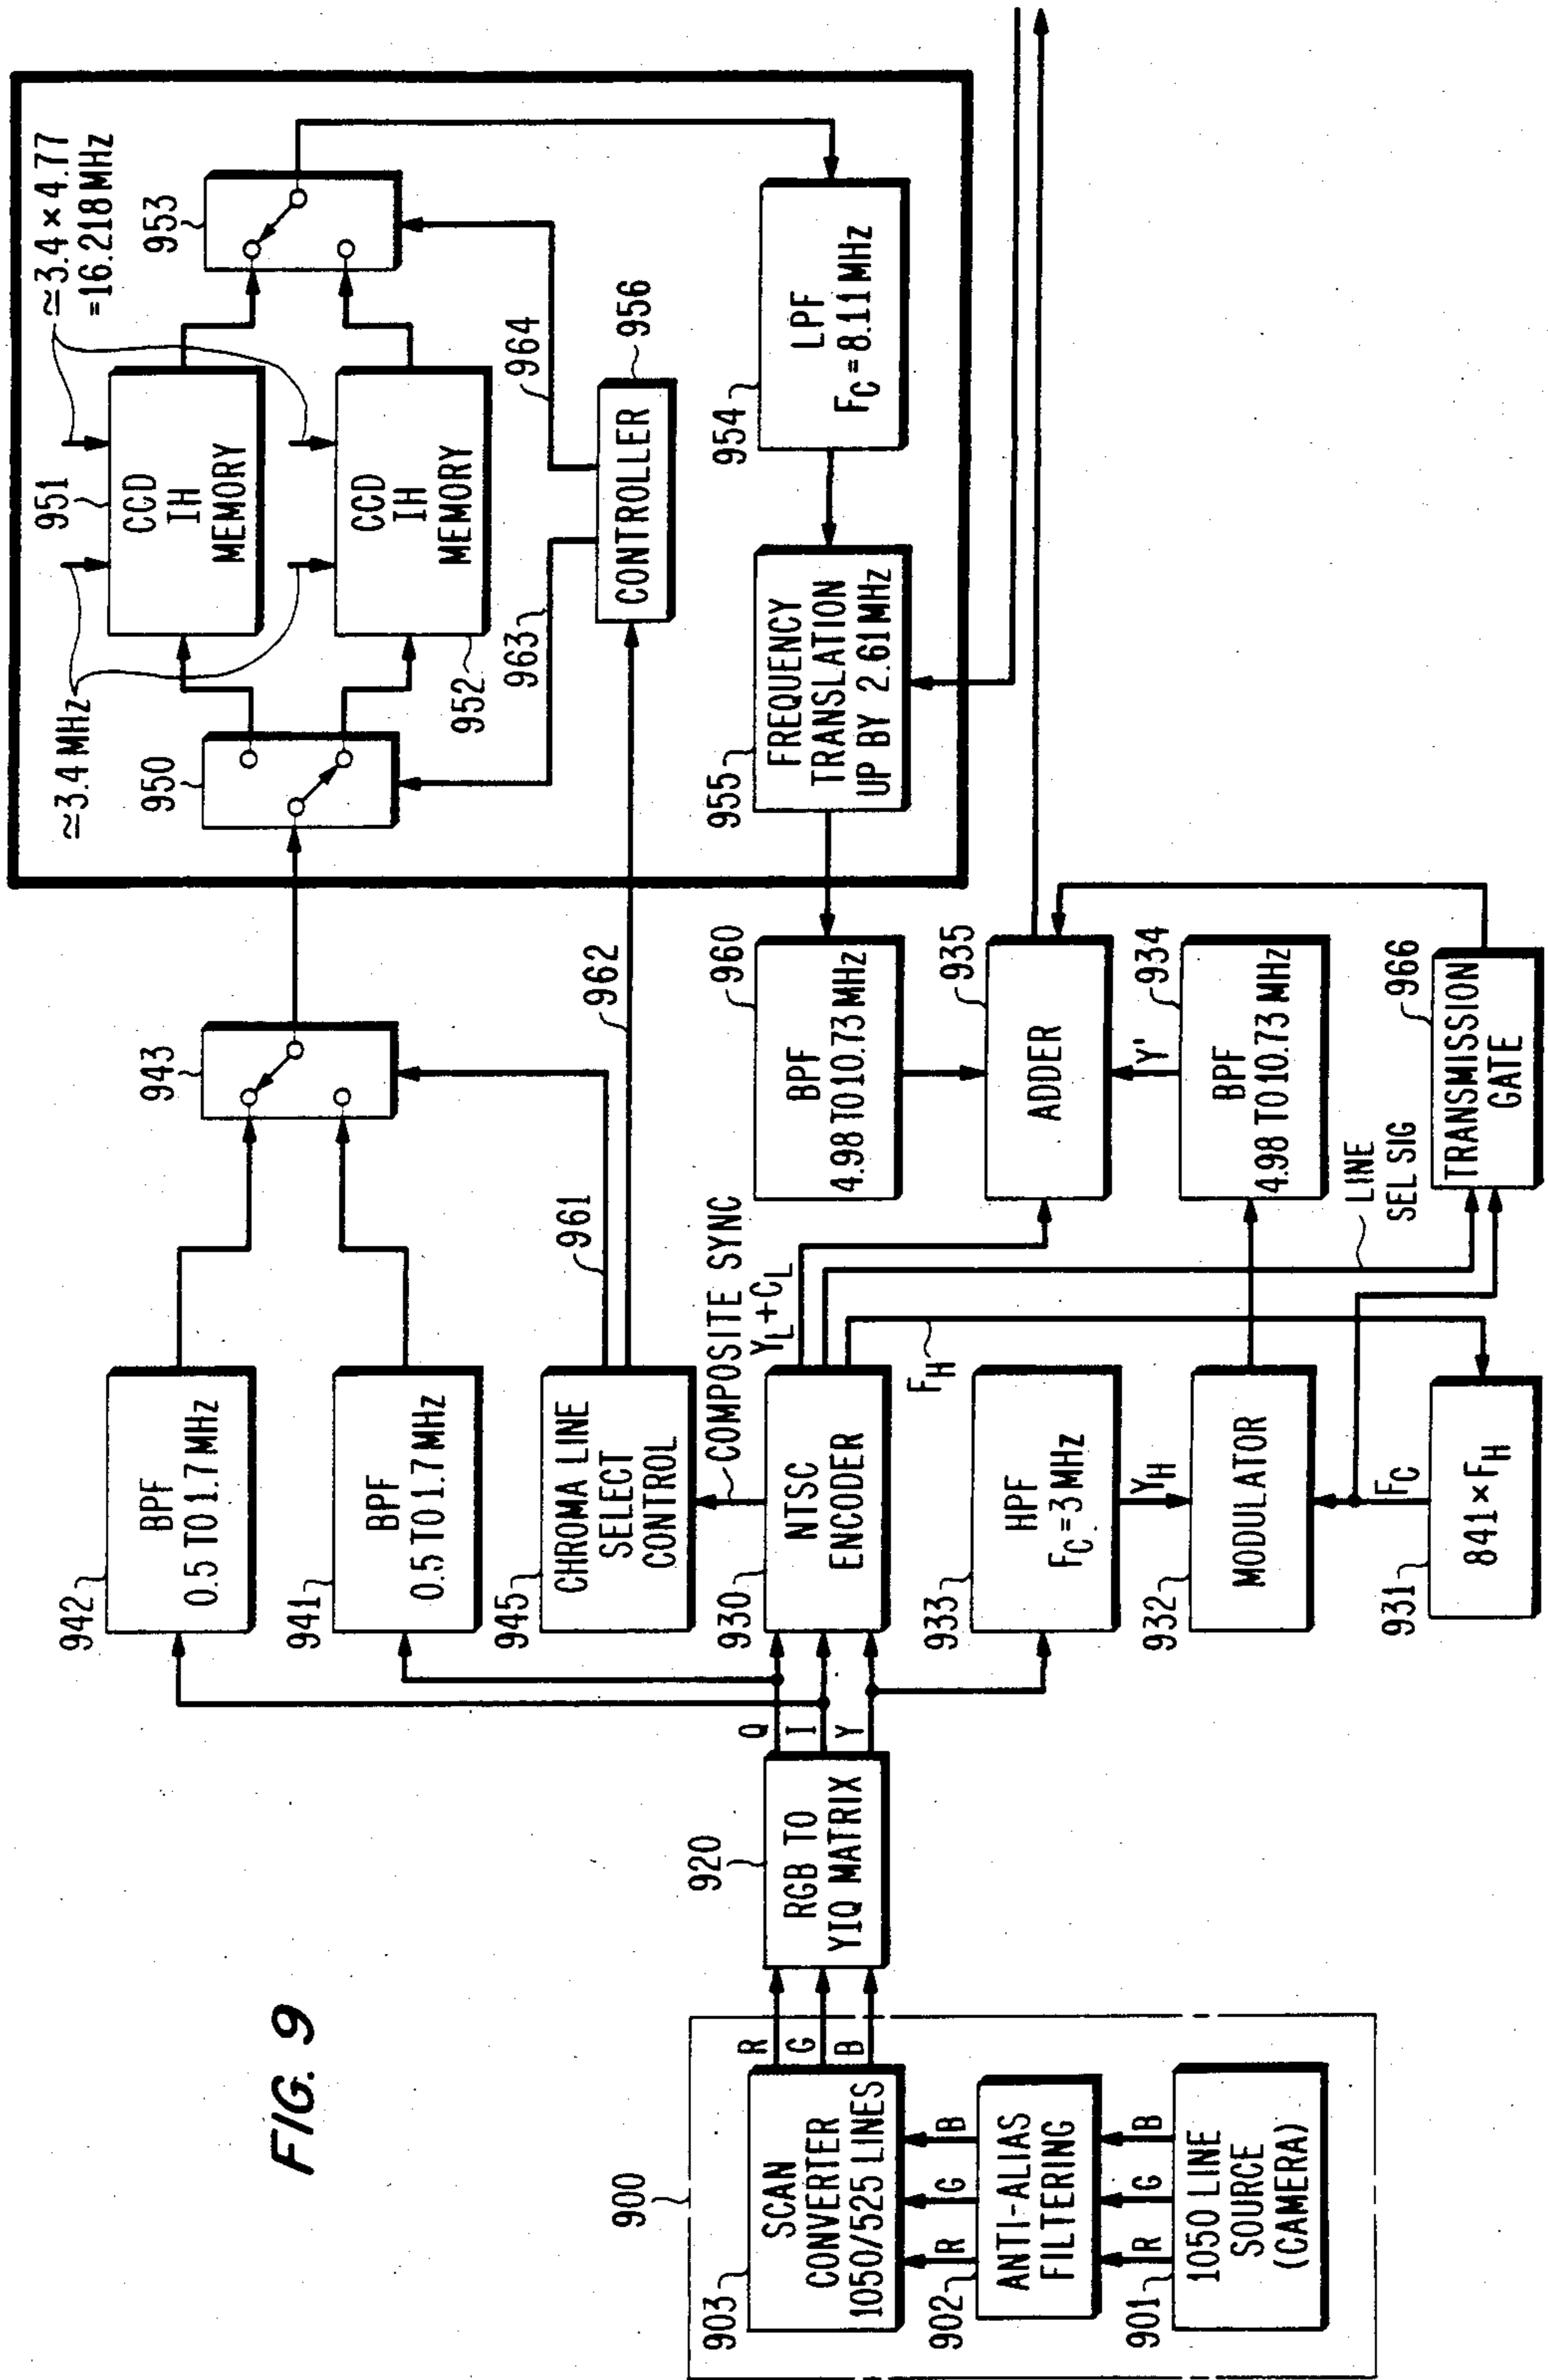 FIG. 9
900
903
SCAN
CONVERTER
1050/525 LINES
R
G
B
902
ANTI-ALIAS
FILTERING
R
G
B
901
1050 LINE
SOURCE
(CAMERA)
R
G
B
920
RGB TO
YIQ MATRIX
Q
I
Y
942
BPF
0.5 TO 1.7 MHz
941
BPF
0.5 TO 1.7 MHz
945
CHROMA LINE
SELECT
CONTROL
COMPOSITE SYNC
930
NTSC
ENCODER
YL+CL
FH
933
HPF
FC = 3 MHz
YH
932
MODULATOR
FC
931
841 × FH
943
961
962
960
BPF
4.98 TO 10.73 MHz
935
ADDER
Y'
934
BPF
4.98 TO 10.73 MHz
LINE
SEL SIG
966
TRANSMISSION
GATE
≃3.4 MHz
≃3.4 × 4.77
=16.218 MHz
950
951
CCD
IH
MEMORY
952
CCD
IH
MEMORY
953
963
964
956
CONTROLLER
954
LPF
FC = 8.11 MHz
955
FREQUENCY
TRANSLATION
UP BY 2.61MHz